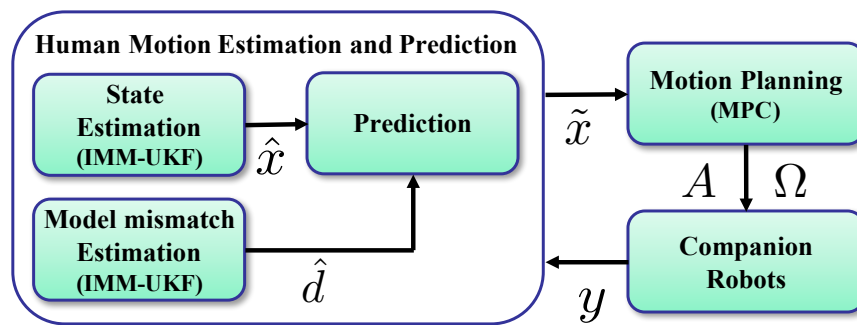 Human Motion Estimation and Prediction
State
Estimation
(IMM-UKF)
x̂
Prediction
Model mismatch
Estimation
(IMM-UKF)
d̂
x̃
Motion Planning
(MPC)
A Ω
Companion
Robots
y